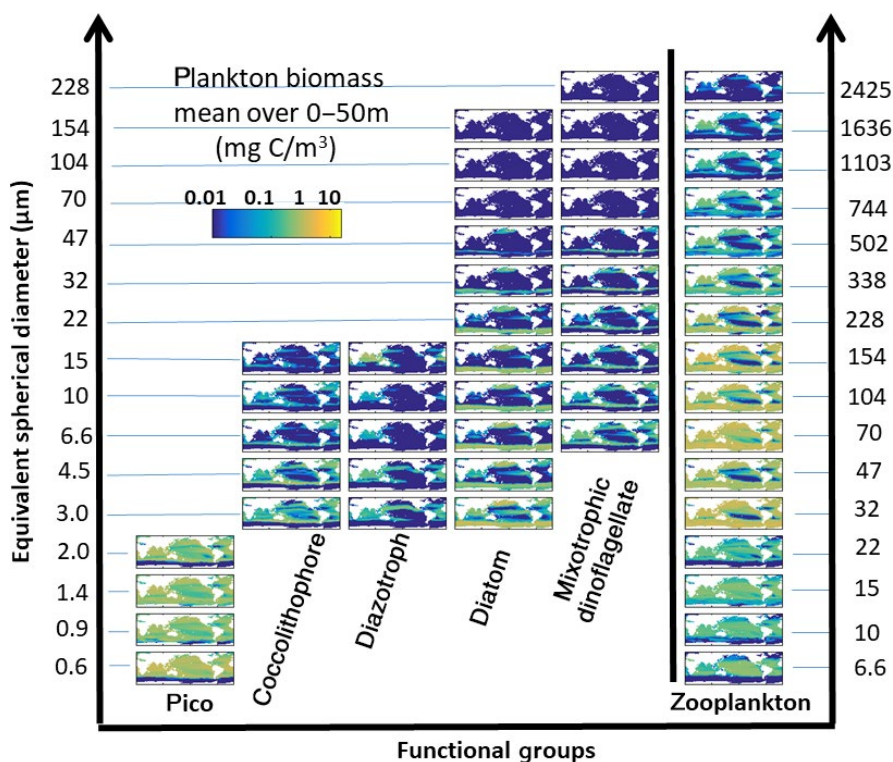 Plankton biomass
mean over 0–50m
(mg C/m³)
0.01 0.1 1 10
Equivalent spherical diameter (µm)
228
154
104
70
47
32
22
15
10
6.6
4.5
3.0
2.0
1.4
0.9
0.6
Pico
Coccolithophore
Diazotroph
Diatom
Mixotrophic
dinoflagellate
Zooplankton
2425
1636
1103
744
502
338
228
154
104
70
47
32
22
15
10
6.6
Functional groups